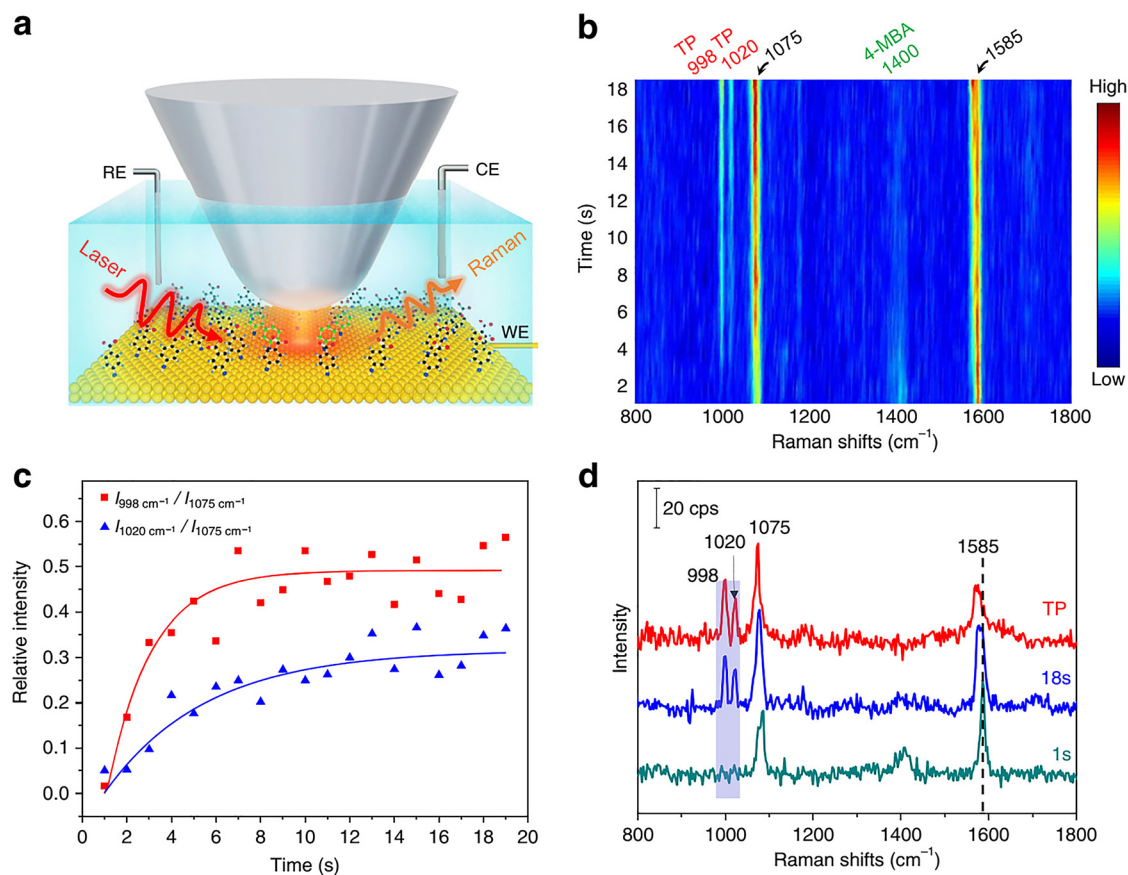 a
RE
CE
Laser
Raman
WE
b
TP
998
TP
1020
1075
4-MBA
1400
1585
High
Low
18
16
14
12
10
8
6
4
2
Time (s)
800
1000
1200
1400
1600
1800
Raman shifts (cm⁻¹)
c
I998 cm⁻¹ / I1075 cm⁻¹
I1020 cm⁻¹ / I1075 cm⁻¹
0.6
0.5
0.4
0.3
0.2
0.1
0.0
Relative intensity
0 2 4 6 8 10 12 14 16 18 20
Time (s)
d
20 cps
1075
1020
998
1585
TP
18s
1s
Intensity
800 1000 1200 1400 1600 1800
Raman shifts (cm⁻¹)